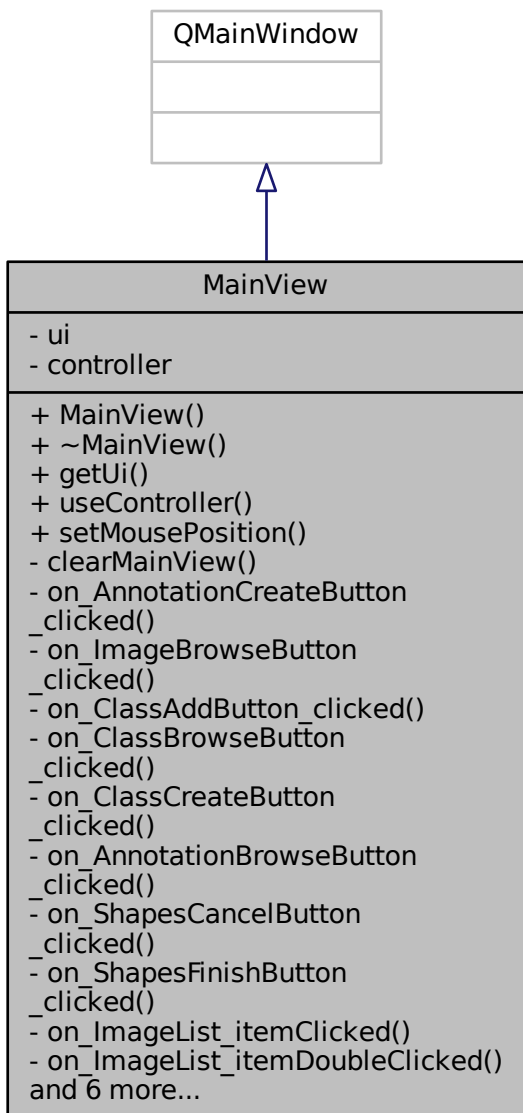 QMainWindow
MainView
- ui
- controller
+ MainView()
+ ~MainView()
+ getUi()
+ useController()
+ setMousePosition()
- clearMainView()
- on_AnnotationCreateButton
_clicked()
- on_ImageBrowseButton
_clicked()
- on_ClassAddButton_clicked()
- on_ClassBrowseButton
_clicked()
- on_ClassCreateButton
_clicked()
- on_AnnotationBrowseButton
_clicked()
- on_ShapesCancelButton
_clicked()
- on_ShapesFinishButton
_clicked()
- on_ImageList_itemClicked()
- on_ImageList_itemDoubleClicked()
and 6 more...